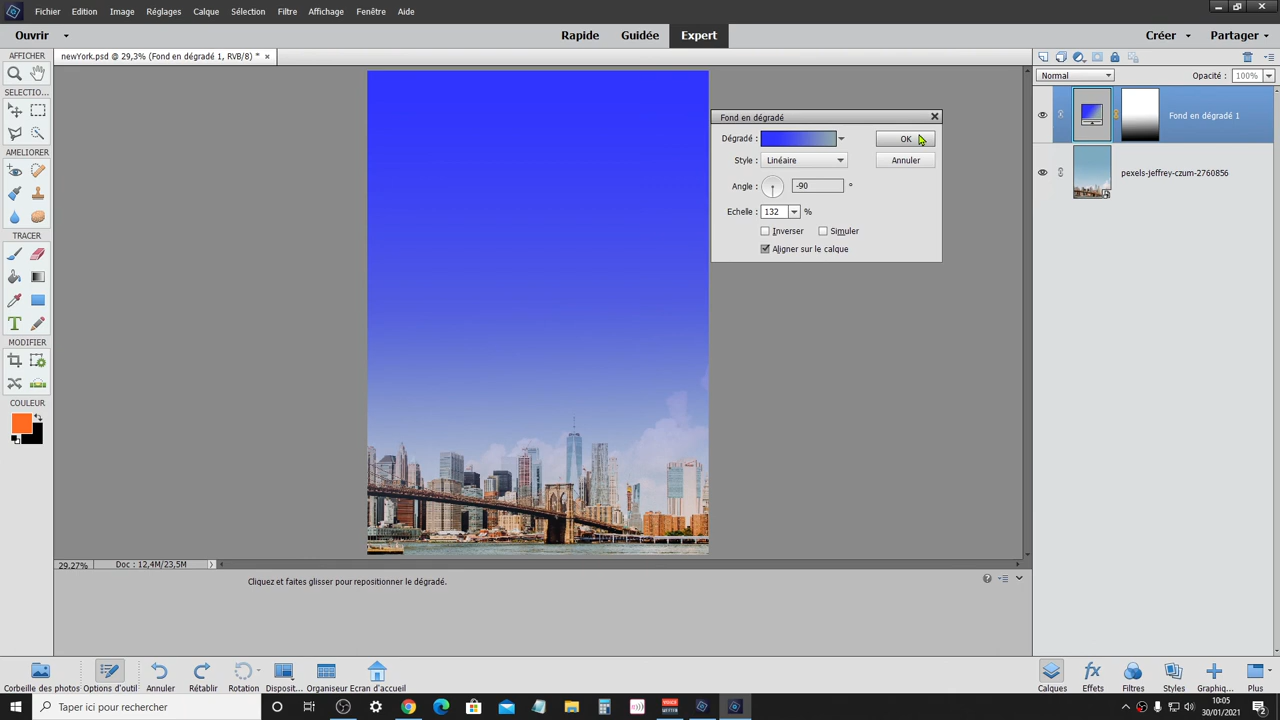 Fichier Edition Image Réglages Calque Sélection Filtre Affichage Fenêtre Aide
Ouvrir Rapide Guidée Expert Créer Partager
newYork.psd @ 29,3% (Fond en dégradé 1, RVB/8) * ×
AFFICHER
SELECTIO...
AMELIORER
TRACER
MODIFIER
COULEUR
Fond en dégradé
Dégradé : OK
Style : Linéaire Annuler
Angle : -90 °
Echelle : 132 %
Inverser Simuler
Aligner sur le calque
Normal Opacité : 100%
Fond en dégradé 1
pexels-jeffrey-czum-2760856
29.27% Doc : 12,4M/23,5M
Cliquez et faites glisser pour repositionner le dégradé.
Corbeille des photos Options d'outil Annuler Rétablir Rotation Disposit... Organiseur Ecran d'accueil Calques Effets Filtres Styles Graphiq... Plus
Taper ici pour rechercher
10:05
30/01/2021